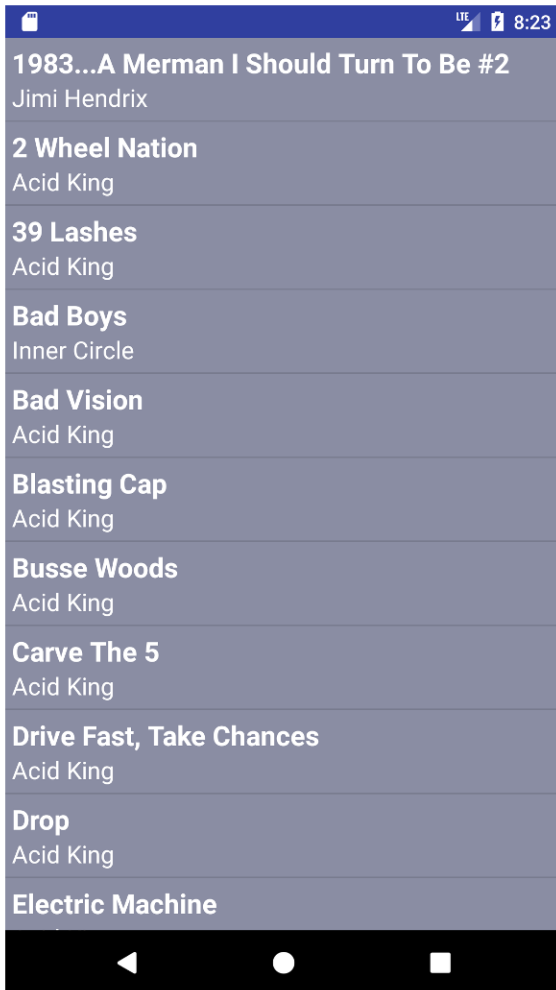 LTE 8:23
1983...A Merman I Should Turn To Be #2
Jimi Hendrix
2 Wheel Nation
Acid King
39 Lashes
Acid King
Bad Boys
Inner Circle
Bad Vision
Acid King
Blasting Cap
Acid King
Busse Woods
Acid King
Carve The 5
Acid King
Drive Fast, Take Chances
Acid King
Drop
Acid King
Electric Machine